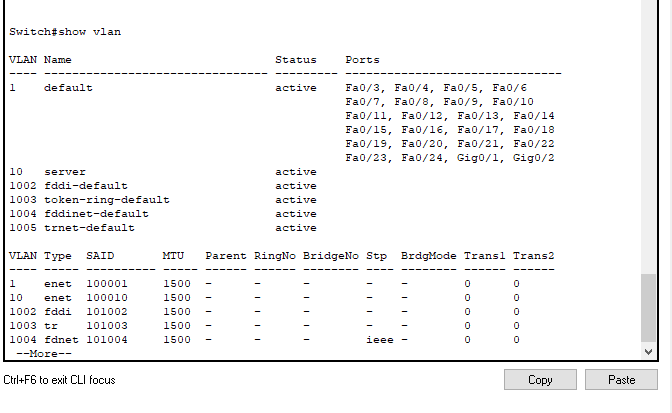 Switch#show vlan
VLAN Name                             Status    Ports
---- -------------------------------- --------- -------------------------------
1    default                          active    Fa0/3, Fa0/4, Fa0/5, Fa0/6
                                                Fa0/7, Fa0/8, Fa0/9, Fa0/10
                                                Fa0/11, Fa0/12, Fa0/13, Fa0/14
                                                Fa0/15, Fa0/16, Fa0/17, Fa0/18
                                                Fa0/19, Fa0/20, Fa0/21, Fa0/22
                                                Fa0/23, Fa0/24, Gig0/1, Gig0/2
10   server                           active
1002 fddi-default                     active
1003 token-ring-default               active
1004 fddinet-default                  active
1005 trnet-default                    active
VLAN Type  SAID       MTU   Parent RingNo BridgeNo Stp  BrdgMode Trans1 Trans2
---- ----- ---------- ----- ------ ------ -------- ---- -------- ------ ------
1    enet  100001     1500  -      -      -        -    -        0      0
10   enet  100010     1500  -      -      -        -    -        0      0
1002 fddi  101002     1500  -      -      -        -    -        0      0
1003 tr    101003     1500  -      -      -        -    -        0      0
1004 fdnet 101004     1500  -      -      -        ieee -        0      0
 --More--
Ctrl+F6 to exit CLI focus
Copy
Paste